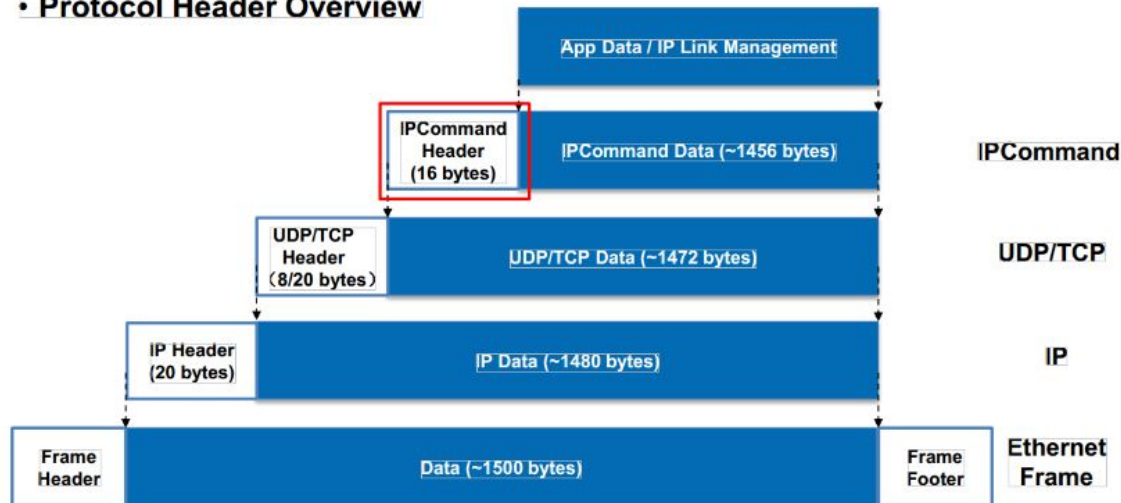 • Protocol Header Overview
App Data / IP Link Management
IPCommand
Header
(16 bytes)
IPCommand Data (~1456 bytes)
IPCommand
UDP/TCP
Header
（8/20 bytes）
UDP/TCP Data (~1472 bytes)
UDP/TCP
IP Header
(20 bytes)
IP Data (~1480 bytes)
IP
Frame
Header
Data (~1500 bytes)
Frame
Footer
Ethernet
Frame